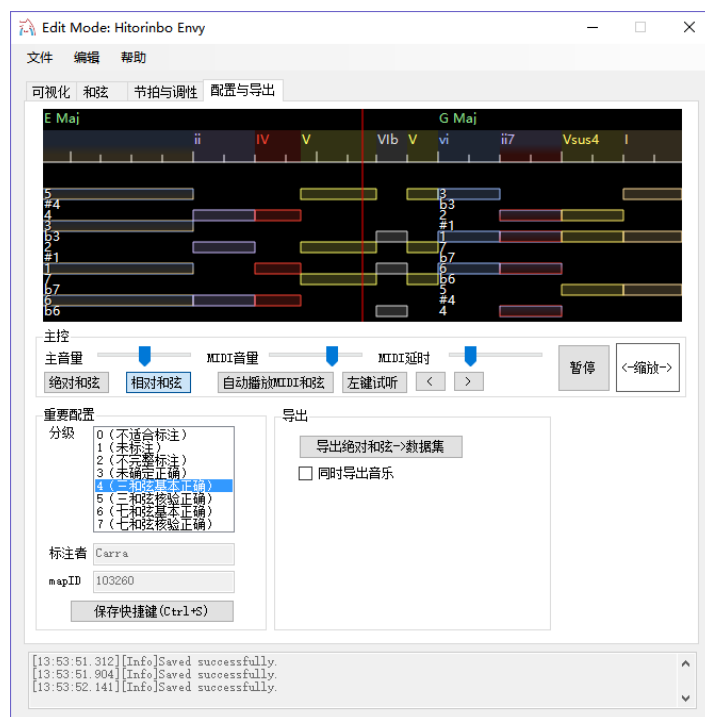 Edit Mode: Hitorinbo Envy
文件 编辑 帮助
可视化 和弦 节拍与调性 配置与导出
E Maj G Maj
ii IV V VIb V vi ii7 Vsus4 I
5 3
#4 b3
4 2
3 #1
b3 1
2 7
#1 b7
1 6
7 b6
b7 5
6 #4
b6 4
主控
主音量 MIDI音量 MIDI延时
暂停 <-缩放->
绝对和弦 相对和弦 自动播放MIDI和弦 左键试听 < >
重要配置 导出
分级
0 (不适合标注)
1 (未标注)
2 (不完整标注)
3 (未确定正确)
4 (三和弦基本正确)
5 (三和弦核验正确)
6 (七和弦基本正确)
7 (七和弦核验正确)
导出绝对和弦->数据集
同时导出音乐
标注者 Carra
mapID 103260
保存快捷键(Ctrl+S)
[13:53:51.312][Info]Saved successfully.
[13:53:51.904][Info]Saved successfully.
[13:53:52.141][Info]Saved successfully.